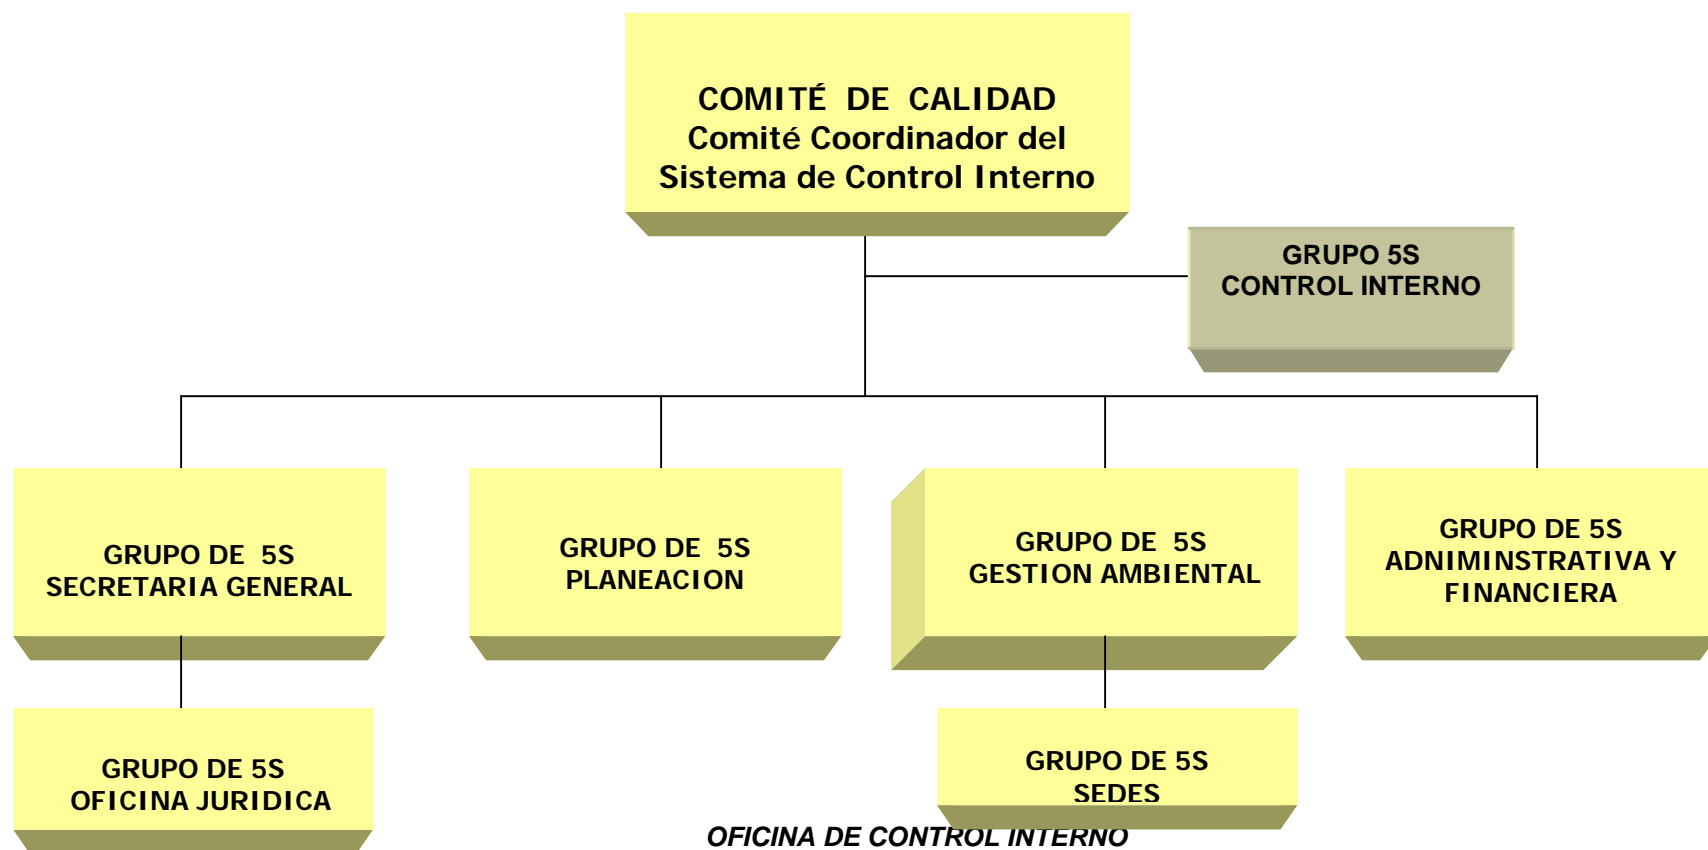 COMITÉ DE CALIDAD
Comité Coordinador del
Sistema de Control Interno
GRUPO 5S
CONTROL INTERNO
GRUPO DE 5S
SECRETARIA GENERAL
GRUPO DE 5S
PLANEACION
GRUPO DE 5S
GESTION AMBIENTAL
GRUPO DE 5S
ADNIMINSTRATIVA Y
FINANCIERA
GRUPO DE 5S
OFICINA JURIDICA
GRUPO DE 5S
SEDES
OFICINA DE CONTROL INTERNO